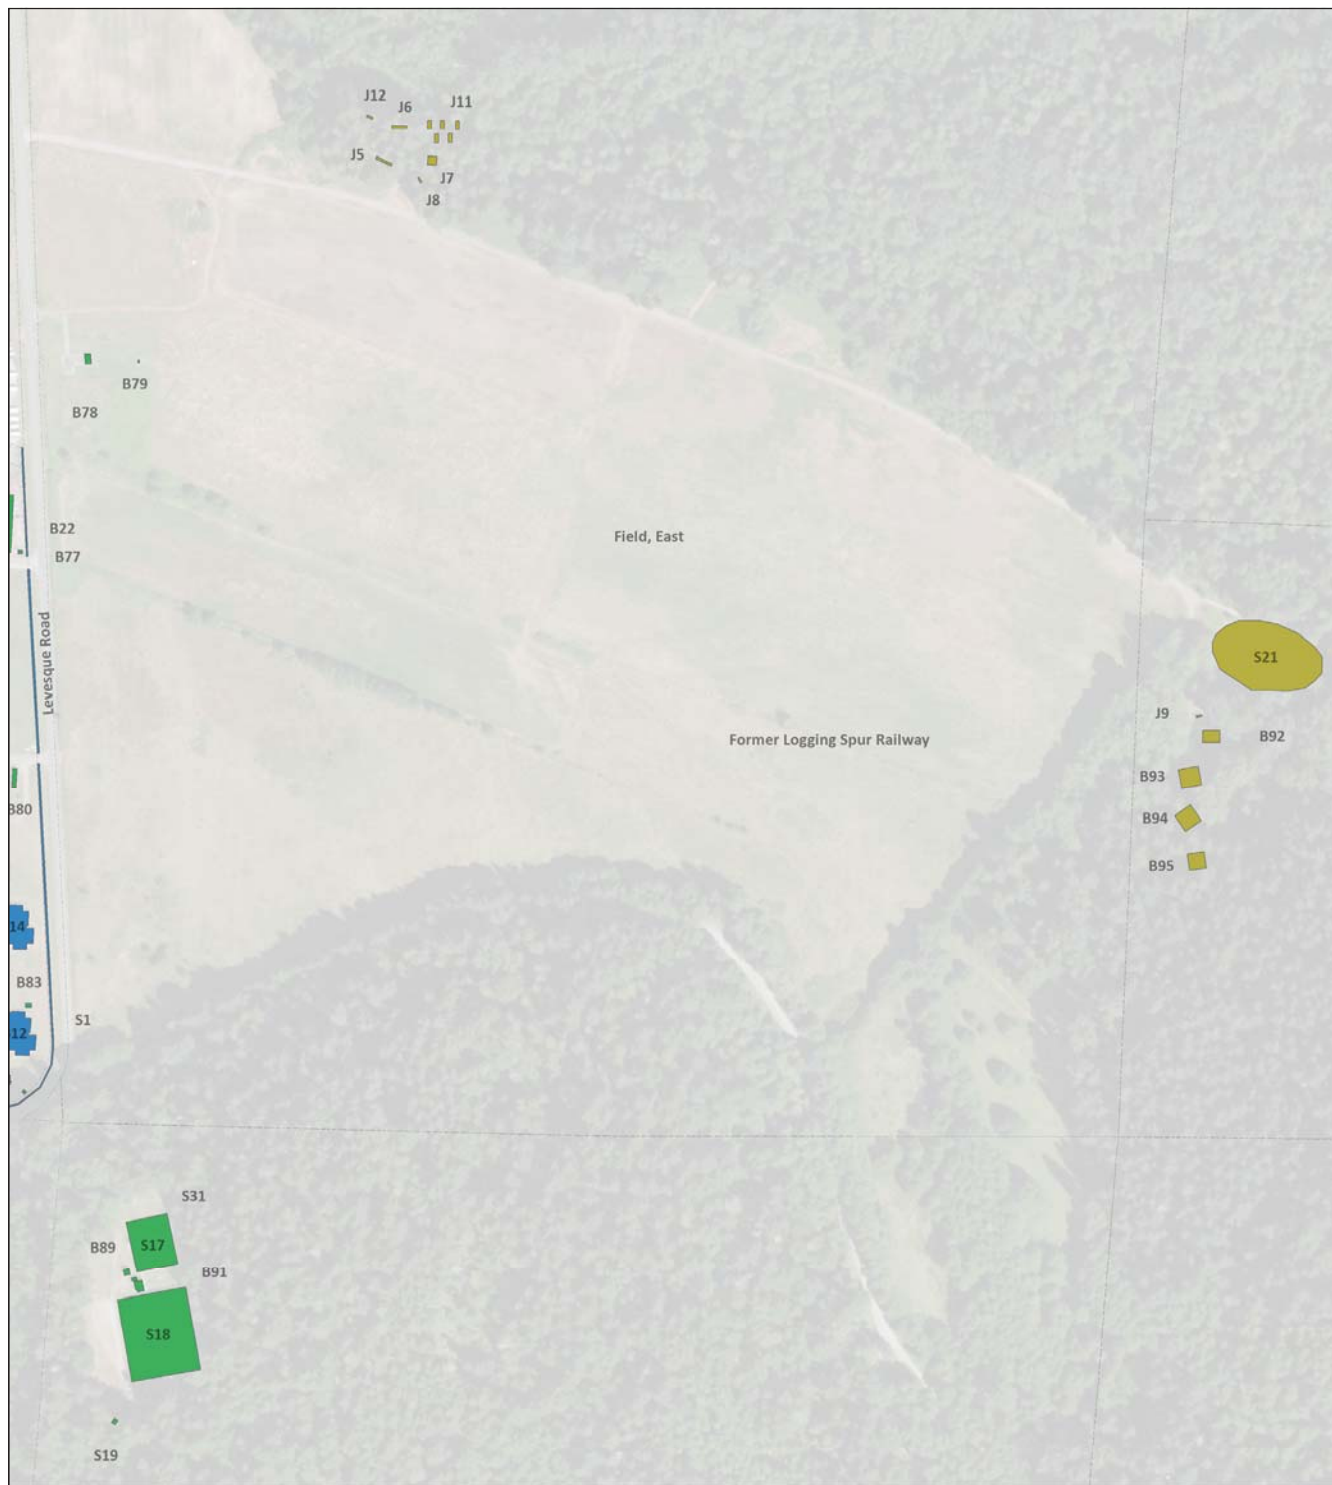 J12
J6
J11
J5
J7
J8
B79
B78
B22
Field, East
B77
Levesque Road
S21
J9
B92
Former Logging Spur Railway
B93
B80
B94
B95
14
B83
S1
12
S31
S17
B89
B91
S18
S19